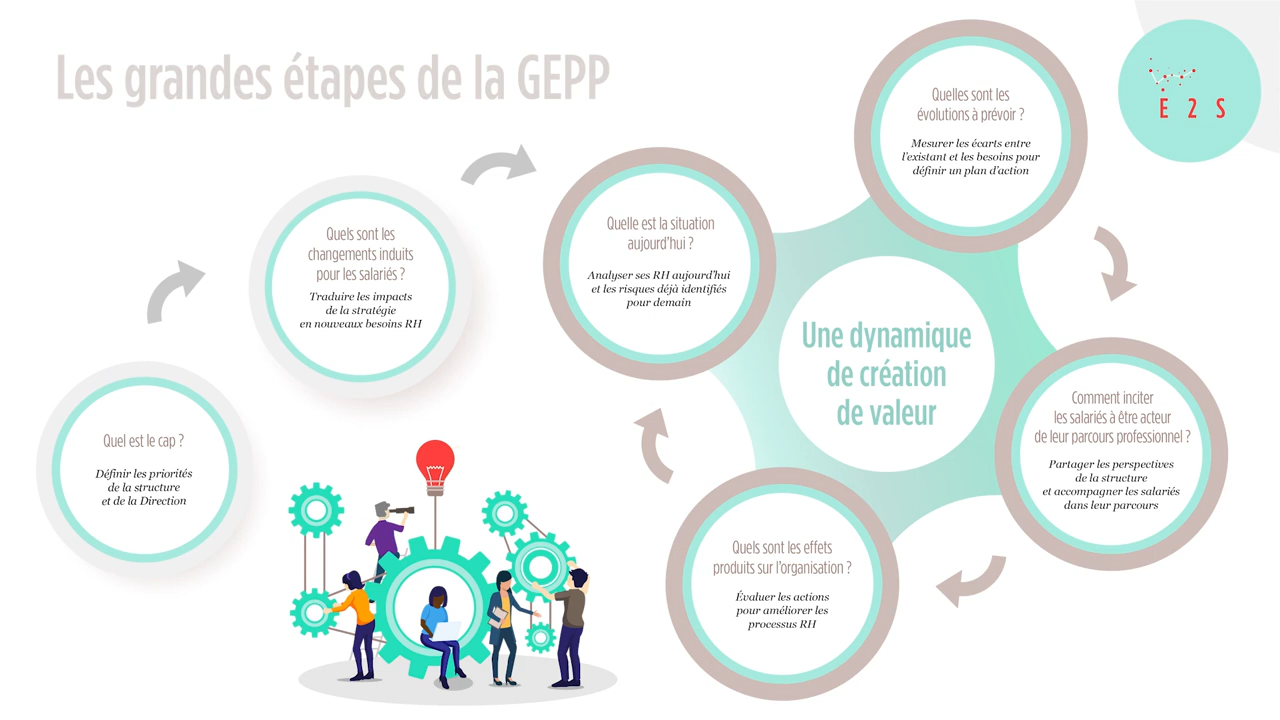 Les grandes étapes de la GEPP
E 2 S
Quel est le cap ?
Définir les priorités
de la structure
et de la Direction
Quels sont les
changements induits
pour les salariés ?
Traduire les impacts
de la stratégie
en nouveaux besoins RH
Quelle est la situation
aujourd'hui ?
Analyser ses RH aujourd'hui
et les risques déjà identifiés
pour demain
Quelles sont les
évolutions à prévoir ?
Mesurer les écarts entre
l'existant et les besoins pour
définir un plan d'action
Comment inciter
les salariés à être acteur
de leur parcours professionnel ?
Partager les perspectives
de la structure
et accompagner les salariés
dans leur parcours
Quels sont les effets
produits sur l'organisation ?
Évaluer les actions
pour améliorer les
processus RH
Une dynamique
de création
de valeur